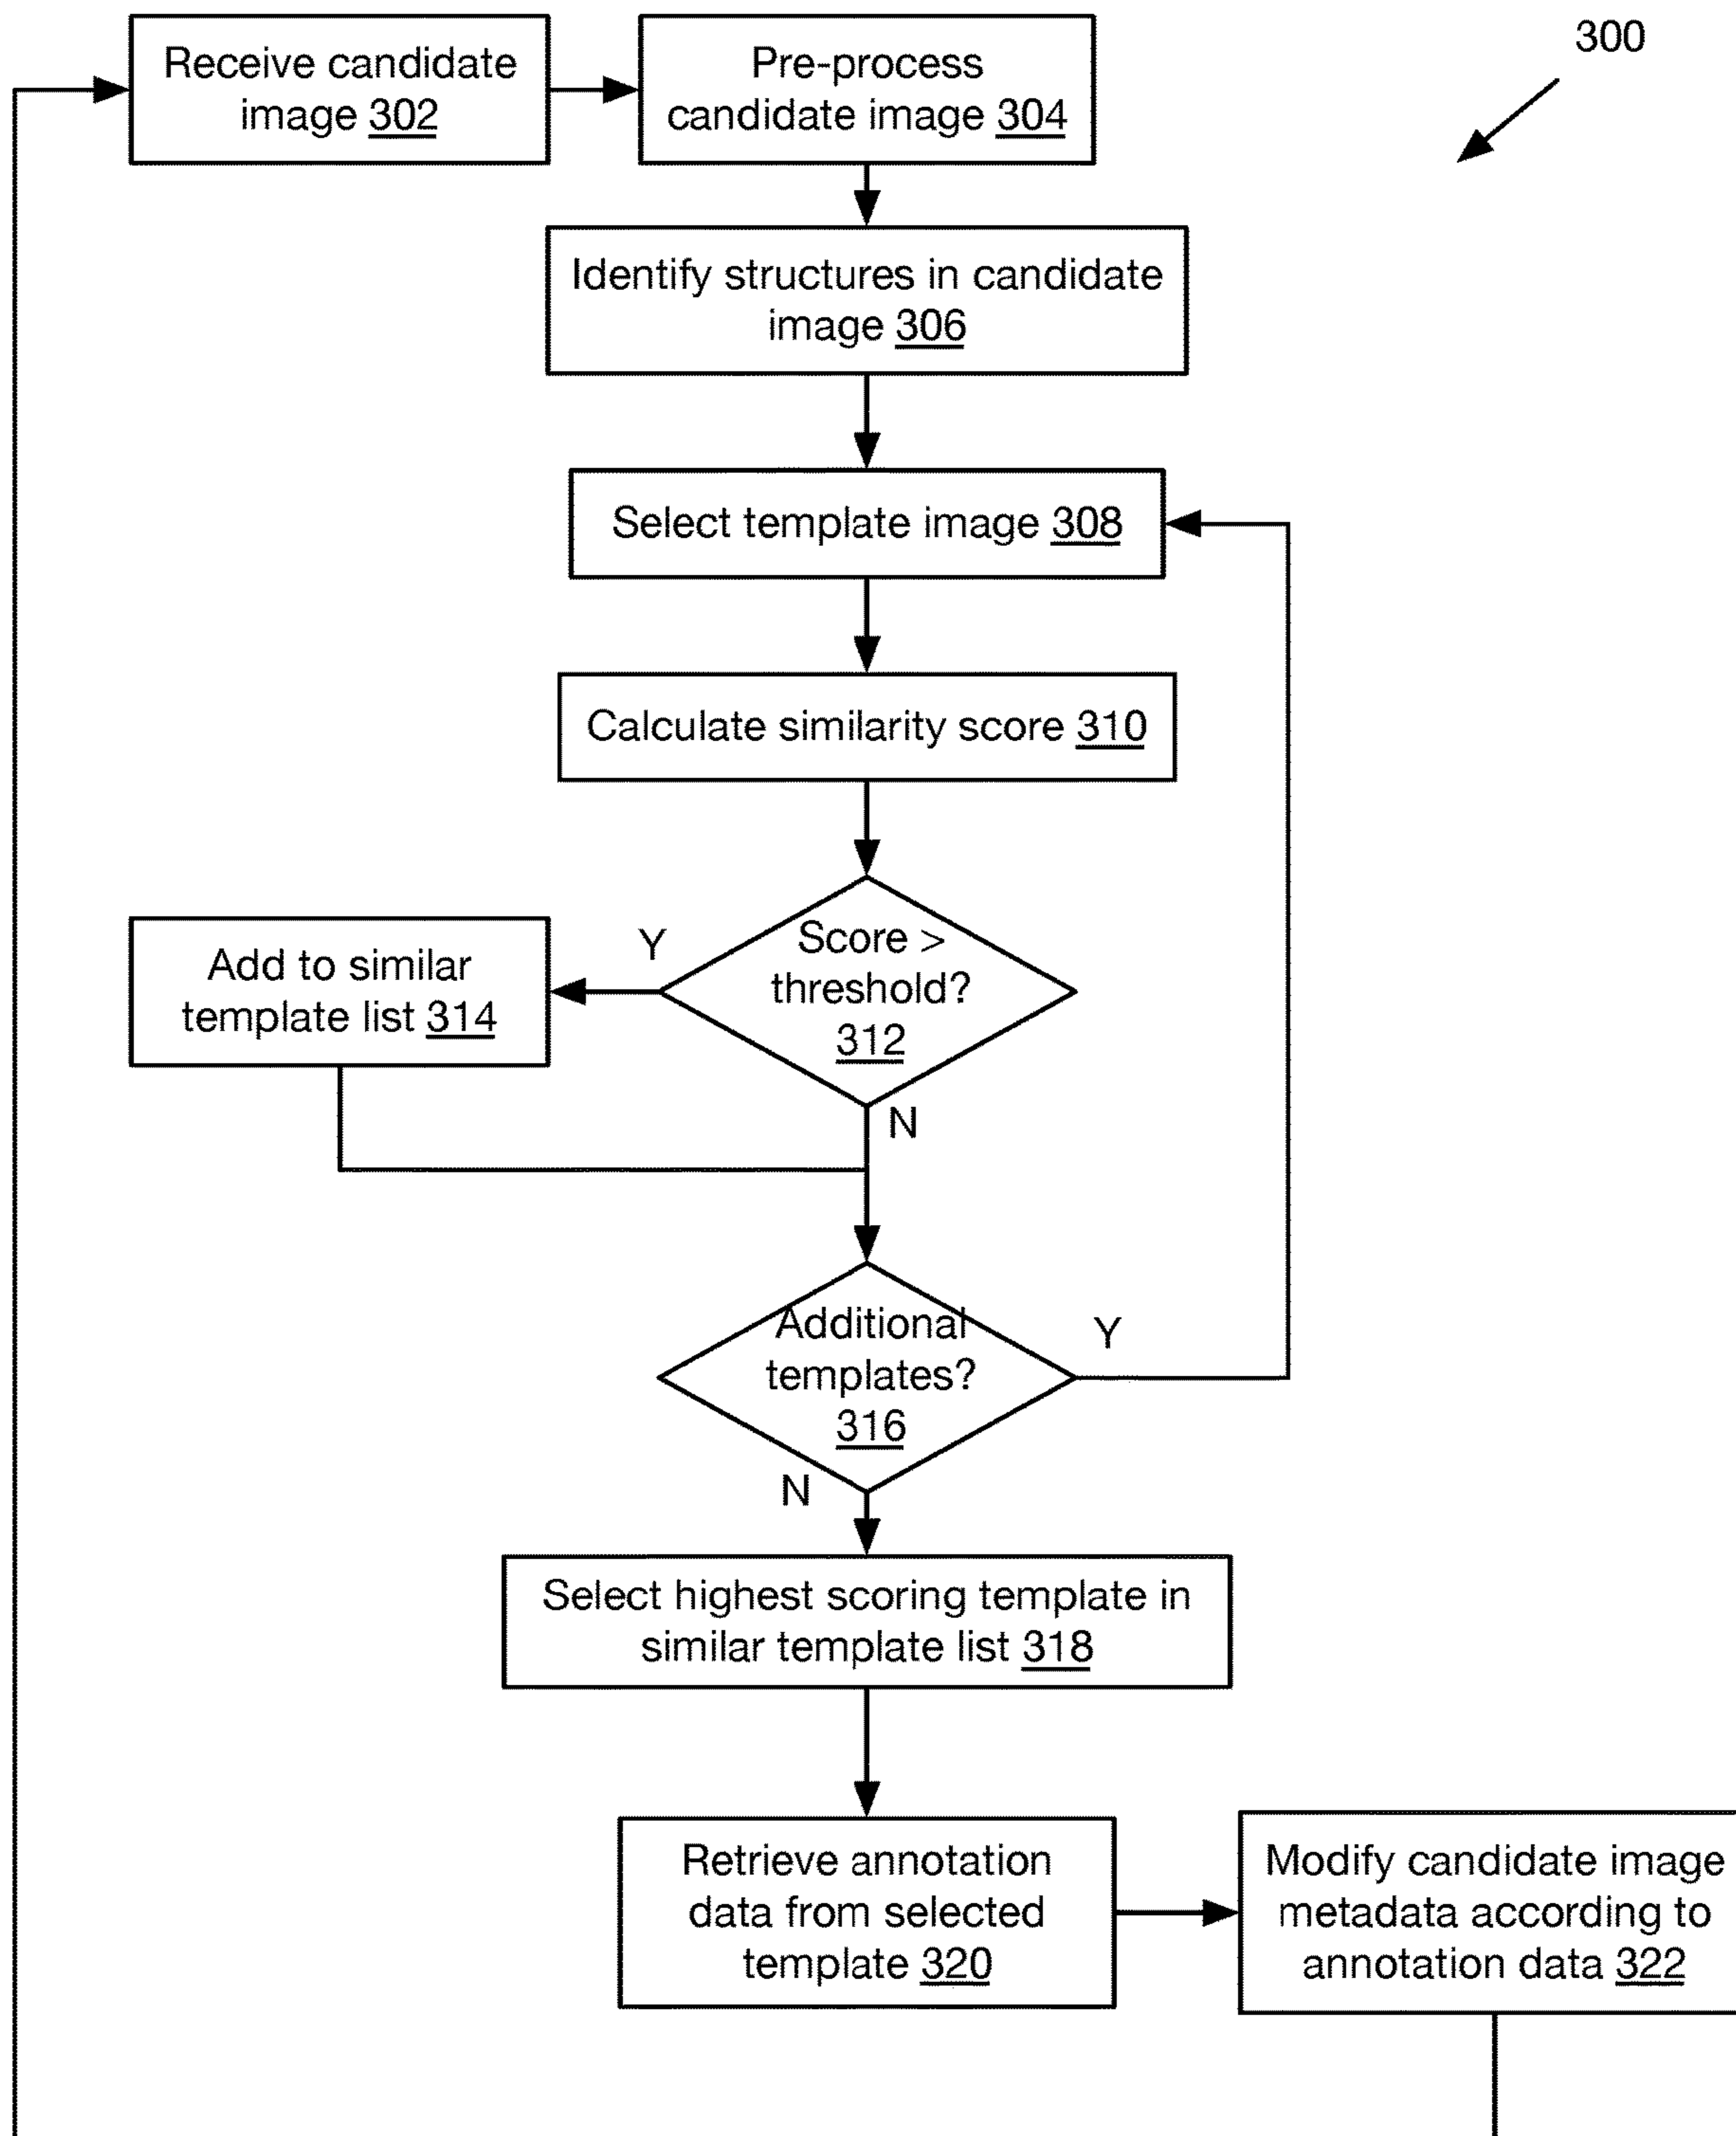 300
Receive candidate
image 302
Pre-process
candidate image 304
Identify structures in candidate
image 306
Select template image 308
Calculate similarity score 310
Score >
threshold?
312
Y
Add to similar
template list 314
N
Additional
templates?
316
Y
N
Select highest scoring template in
similar template list 318
Retrieve annotation
data from selected
template 320
Modify candidate image
metadata according to
annotation data 322